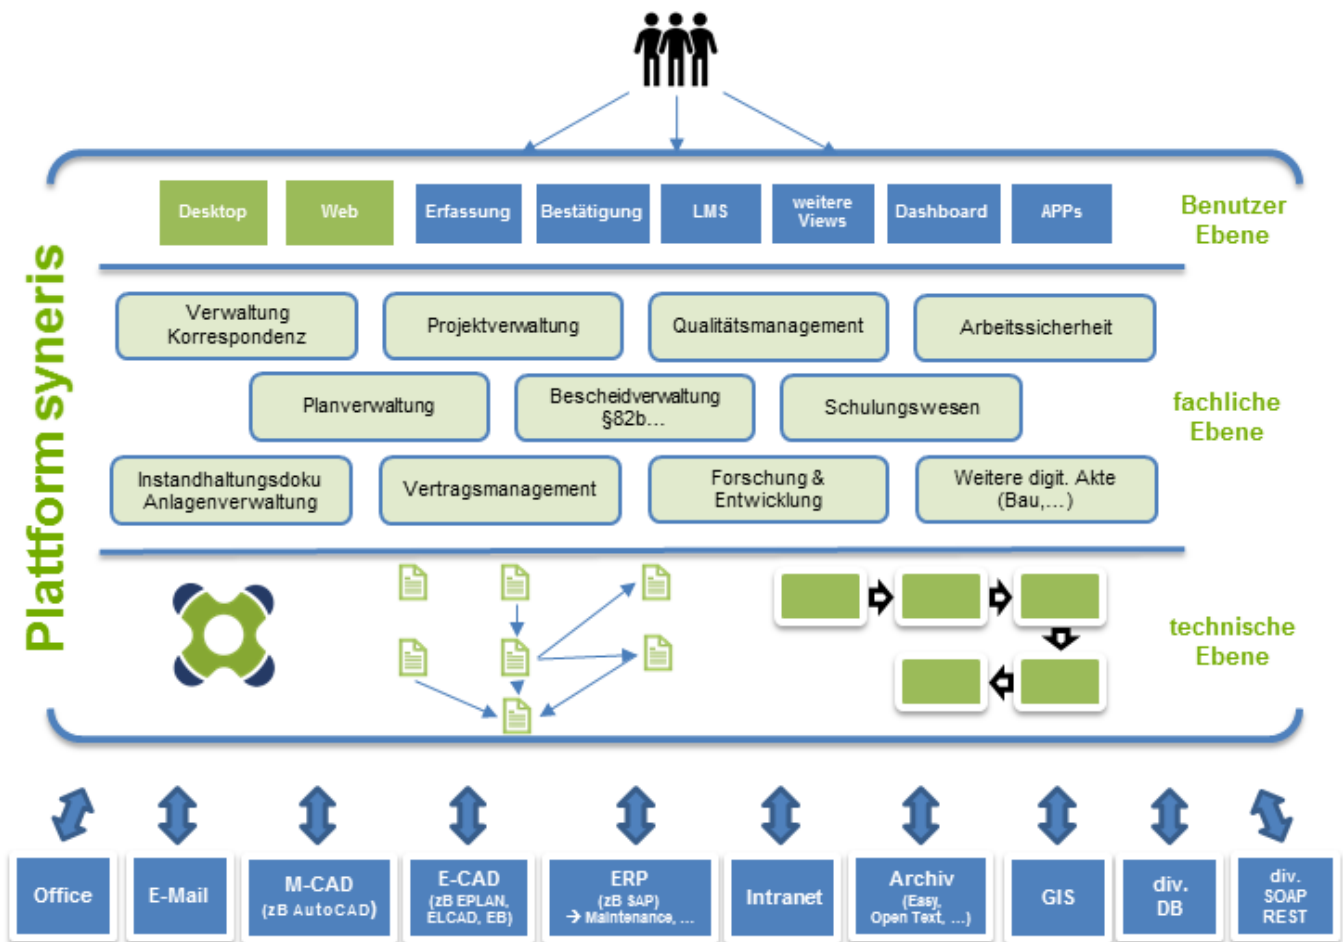 Plattform syneris
Desktop
Web
Erfassung
Bestätigung
LMS
weitere
Views
Dashboard
APPs
Benutzer
Ebene
Verwaltung
Korrespondenz
Projektverwaltung
Qualitätsmanagement
Arbeitssicherheit
Planverwaltung
Bescheidverwaltung
§82b...
Schulungswesen
fachliche
Ebene
Instandhaltungsdoku
Anlagenverwaltung
Vertragsmanagement
Forschung &
Entwicklung
Weitere digit. Akte
(Bau,...)
technische
Ebene
Office
E-Mail
M-CAD
(zB AutoCAD)
E-CAD
(zB EPLAN,
ELCAD, EB)
ERP
(zB SAP)
→ Maintenance, ...
Intranet
Archiv
(Easy,
Open Text, ...)
GIS
div.
DB
div.
SOAP
REST